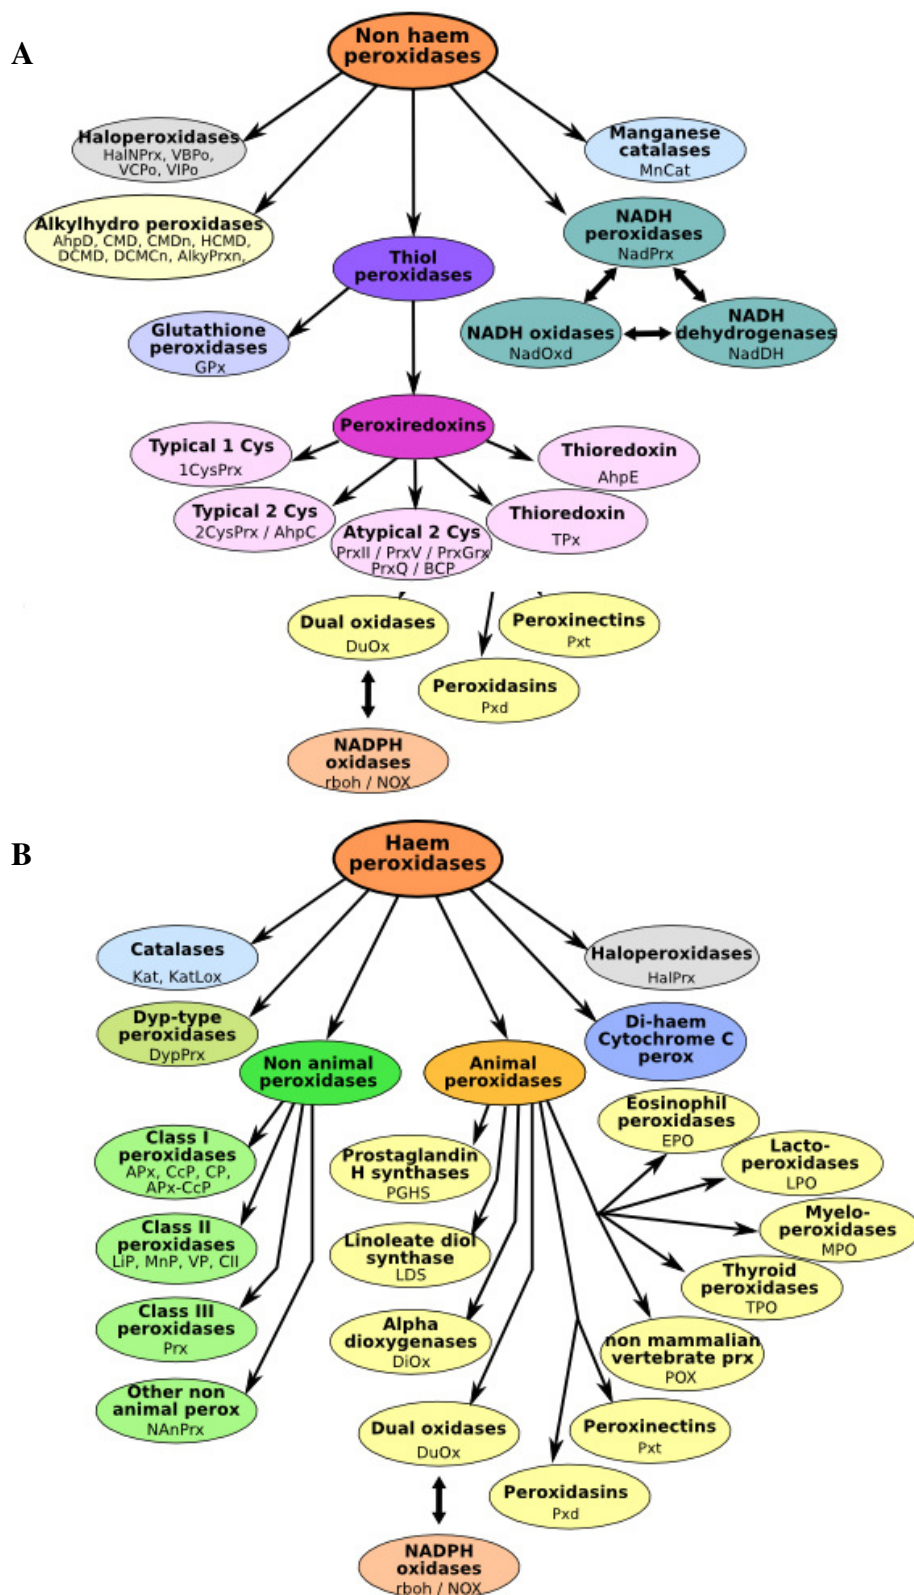 A
Non haem
peroxidases
Haloperoxidases
HalNPrx, VBPo,
VCPo, VIPo
Manganese
catalases
MnCat
Alkylhydro peroxidases
AhpD, CMD, CMDn, HCMD,
DCMD, DCMCn, AlkyPrxn,
NADH
peroxidases
NadPrx
Thiol
peroxidases
Glutathione
peroxidases
GPx
NADH oxidases
NadOxd
NADH
dehydrogenases
NadDH
Peroxiredoxins
Typical 1 Cys
1CysPrx
Thioredoxin
AhpE
Typical 2 Cys
2CysPrx / AhpC
Atypical 2 Cys
PrxII / PrxV / PrxGrx
PrxQ / BCP
Thioredoxin
TPx
Dual oxidases
DuOx
Peroxinectins
Pxt
Peroxidasins
Pxd
NADPH
oxidases
rboh / NOX
B
Haem
peroxidases
Catalases
Kat, KatLox
Haloperoxidases
HalPrx
Dyp-type
peroxidases
DypPrx
Di-haem
Cytochrome C
perox
Non animal
peroxidases
Animal
peroxidases
Class I
peroxidases
APx, CcP, CP,
APx-CcP
Class II
peroxidases
LiP, MnP, VP, CII
Class III
peroxidases
Prx
Other non
animal perox
NAnPrx
Prostaglandin
H synthases
PGHS
Linoleate diol
synthase
LDS
Alpha
dioxygenases
DiOx
Dual oxidases
DuOx
NADPH
oxidases
rboh / NOX
Eosinophil
peroxidases
EPO
Lacto-
peroxidases
LPO
Myelo-
peroxidases
MPO
Thyroid
peroxidases
TPO
non mammalian
vertebrate prx
POX
Peroxinectins
Pxt
Peroxidasins
Pxd